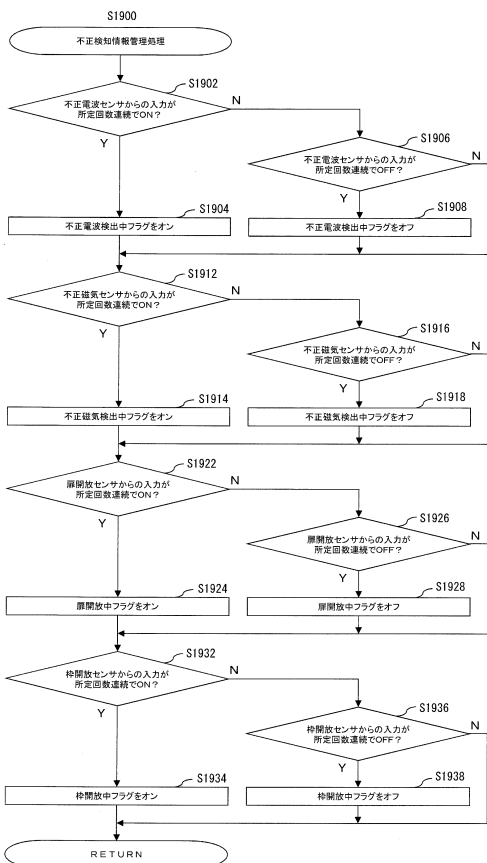 S1900
不正検知情報管理処理
S1902
不正電波センサからの入力が
所定回数連続でON?
N
Y
S1906
不正電波センサからの入力が
所定回数連続でOFF?
N
Y
S1904
不正電波検出中フラグをオン
S1908
不正電波検出中フラグをオフ
S1912
不正磁気センサからの入力が
所定回数連続でON?
N
Y
S1916
不正磁気センサからの入力が
所定回数連続でOFF?
N
Y
S1914
不正磁気検出中フラグをオン
S1918
不正磁気検出中フラグをオフ
S1922
扉開放センサからの入力が
所定回数連続でON?
N
Y
S1926
扉開放センサからの入力が
所定回数連続でOFF?
N
Y
S1924
扉開放中フラグをオン
S1928
扉開放中フラグをオフ
S1932
枠開放センサからの入力が
所定回数連続でON?
N
Y
S1936
枠開放センサからの入力が
所定回数連続でOFF?
N
Y
S1934
枠開放中フラグをオン
S1938
枠開放中フラグをオフ
RETURN